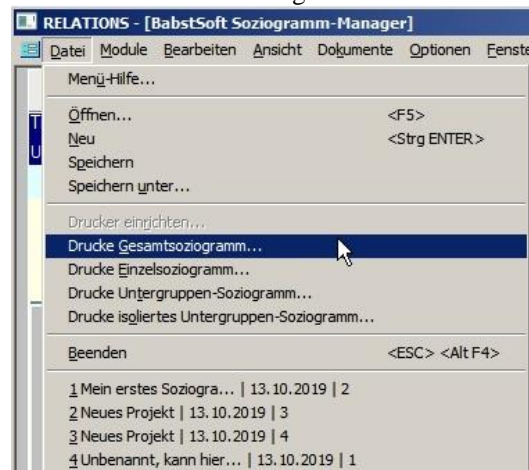 RELATIONS - [BabstSoft Soziogramm-Manager]
Datei Module Bearbeiten Ansicht Dokumente Optionen Fenste
Menü-Hilfe...
Öffnen... <F5>
Neu <Strg ENTER>
Speichern
Speichern unter...
Drucker einrichten...
Drucke Gesamtsoziogramm...
Drucke Einzelsoziogramm...
Drucke Untergruppen-Soziogramm...
Drucke isoliertes Untergruppen-Soziogramm...
Beenden <ESC> <Alt F4>
1 Mein erstes Soziogra... | 13.10.2019 | 2
2 Neues Projekt | 13.10.2019 | 3
3 Neues Projekt | 13.10.2019 | 4
4 Unbenannt, kann hier... | 13.10.2019 | 1